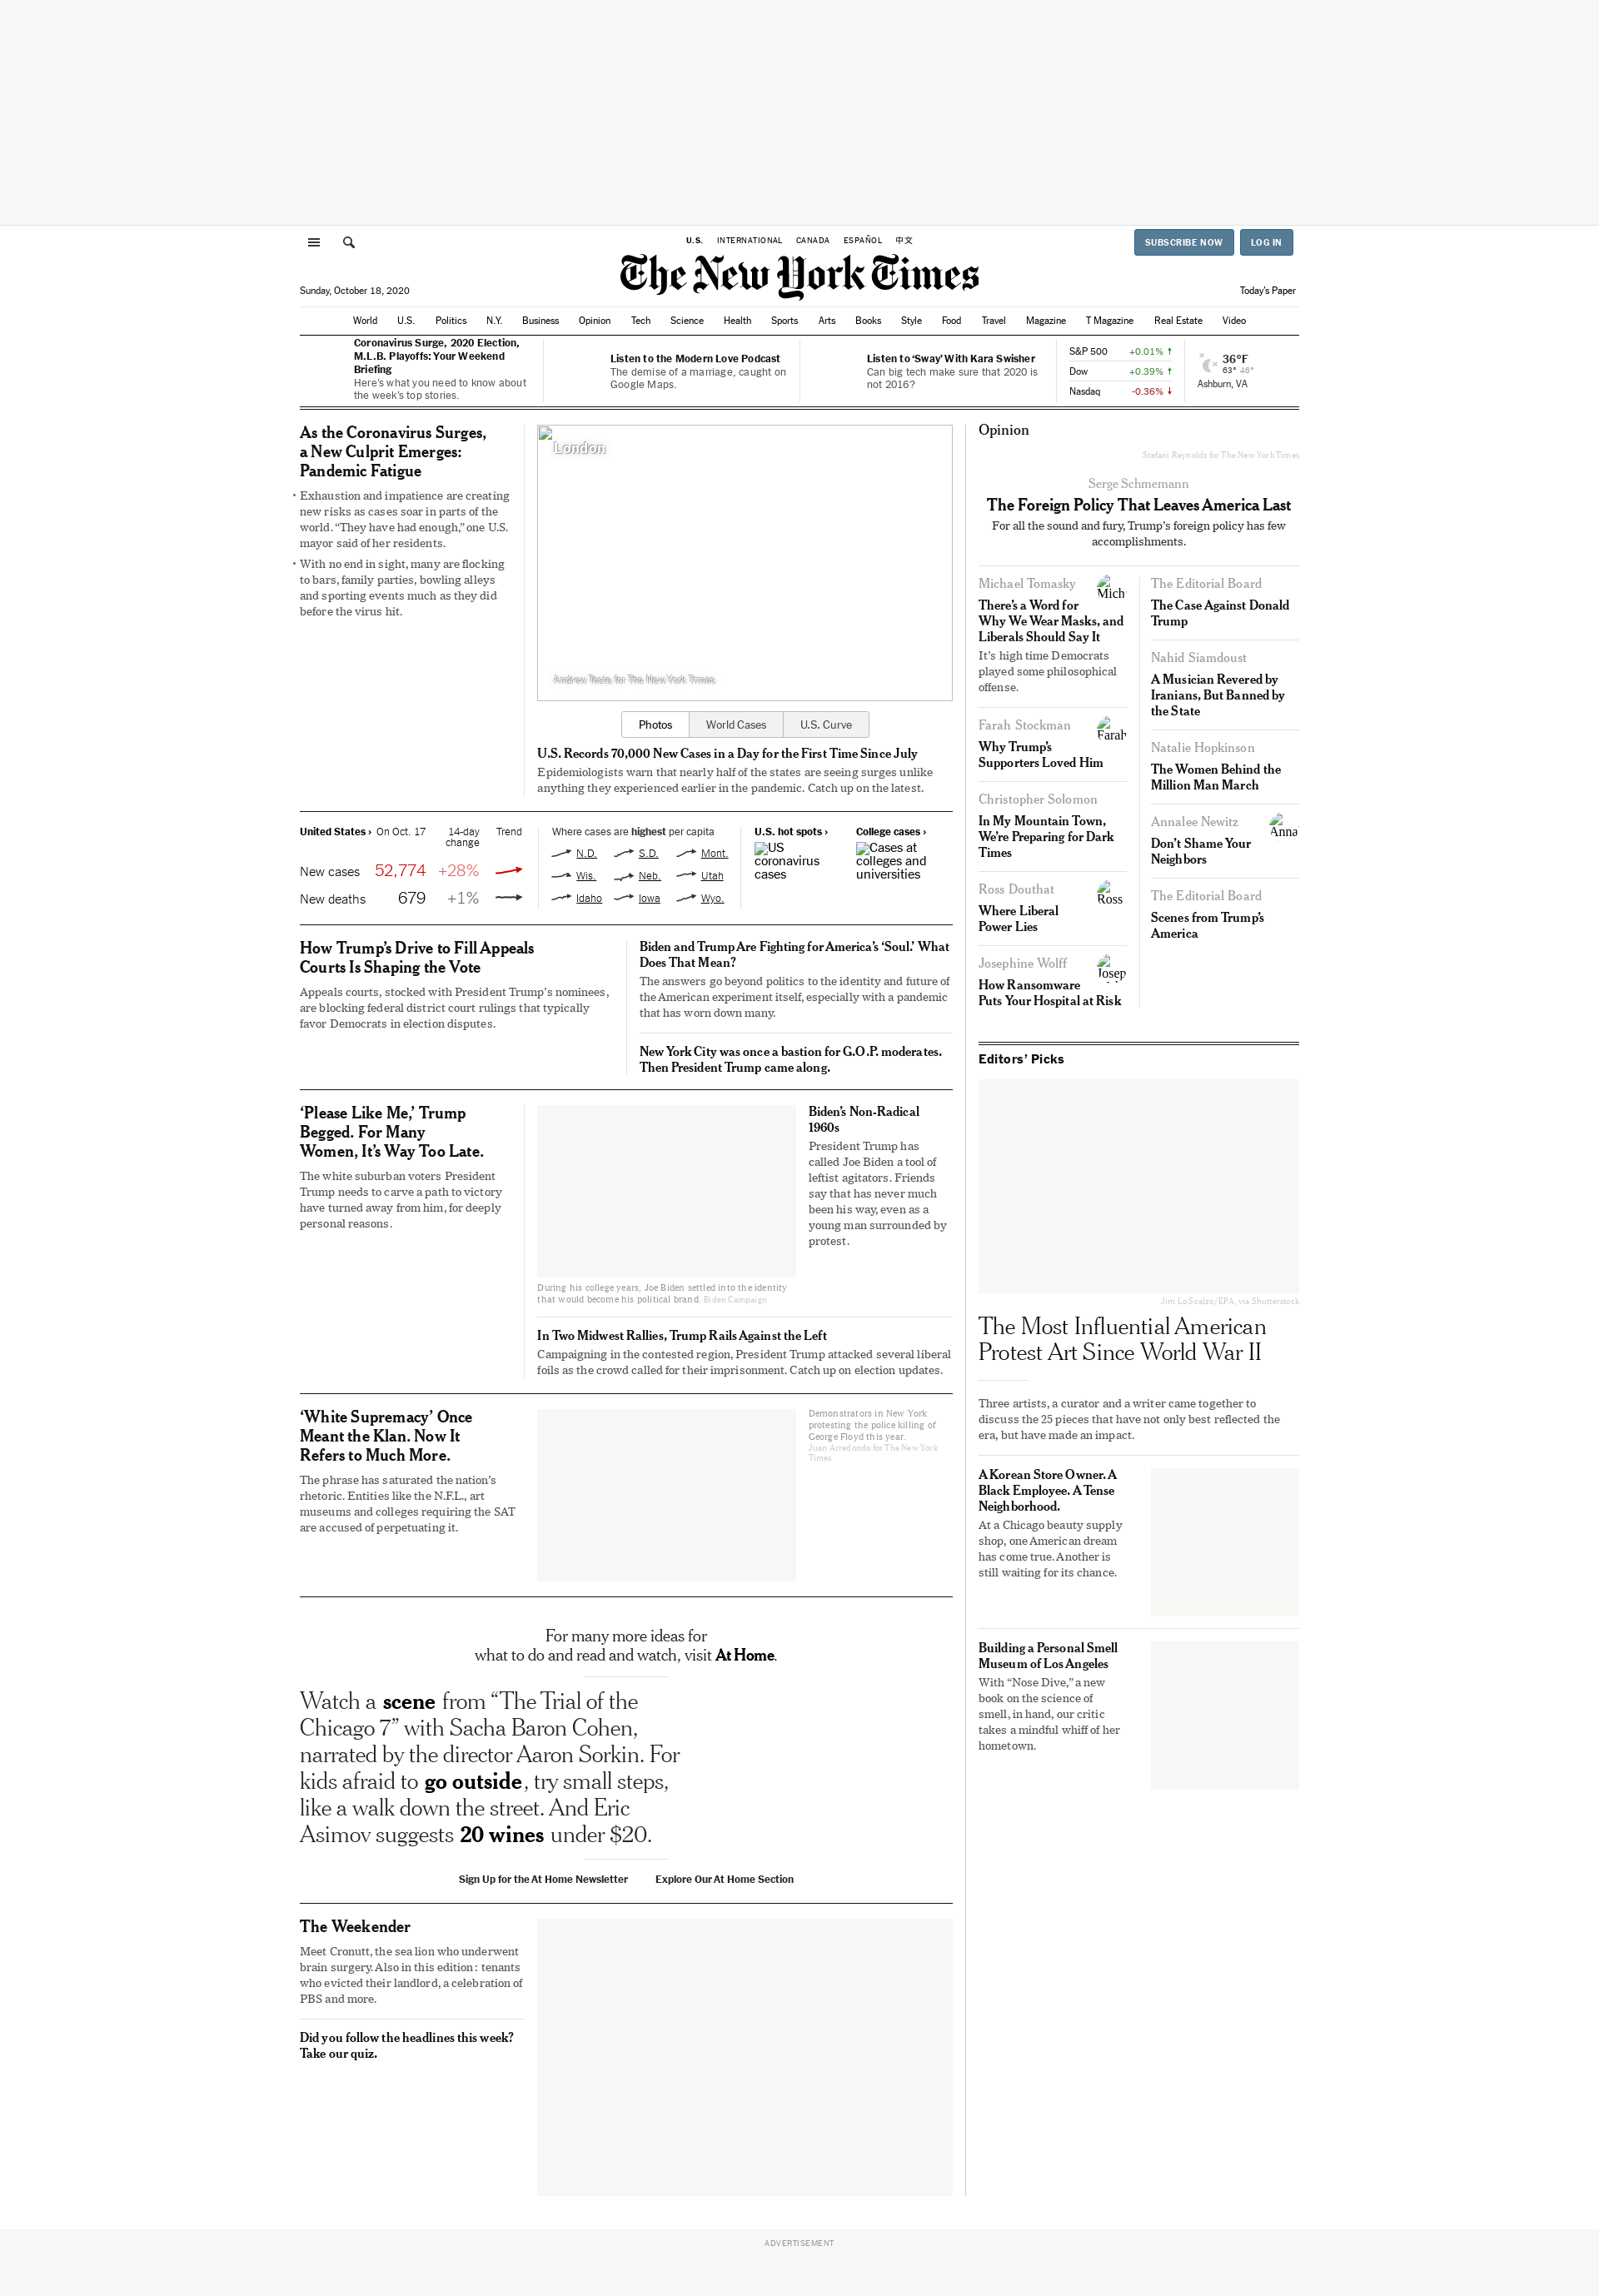 U.S. INTERNATIONAL CANADA ESPAÑOL 中文
SUBSCRIBE NOW LOG IN
The New York Times
Sunday, October 18, 2020
Today's Paper
World U.S. Politics N.Y. Business Opinion Tech Science Health Sports Arts Books Style Food Travel Magazine T Magazine Real Estate Video
Coronavirus Surge, 2020 Election,
M.L.B. Playoffs: Your Weekend
Briefing
Here's what you need to know about
the week's top stories.
Listen to the Modern Love Podcast
The demise of a marriage, caught on
Google Maps.
Listen to ‘Sway’ With Kara Swisher
Can big tech make sure that 2020 is
not 2016?
S&P 500 +0.01%
Dow +0.39%
Nasdaq -0.36%
36°F
63° 46°
Ashburn, VA
As the Coronavirus Surges,
a New Culprit Emerges:
Pandemic Fatigue
• Exhaustion and impatience are creating
new risks as cases soar in parts of the
world. “They have had enough,” one U.S.
mayor said of her residents.
• With no end in sight, many are flocking
to bars, family parties, bowling alleys
and sporting events much as they did
before the virus hit.
London
Andrew Testa for The New York Times
Photos World Cases U.S. Curve
U.S. Records 70,000 New Cases in a Day for the First Time Since July
Epidemiologists warn that nearly half of the states are seeing surges unlike
anything they experienced earlier in the pandemic. Catch up on the latest.
United States › On Oct. 17 14-day
change Trend
New cases 52,774 +28%
New deaths 679 +1%
Where cases are highest per capita
N.D. S.D. Mont.
Wis. Neb. Utah
Idaho Iowa Wyo.
U.S. hot spots ›
US
coronavirus
cases
College cases ›
Cases at
colleges and
universities
How Trump’s Drive to Fill Appeals
Courts Is Shaping the Vote
Appeals courts, stocked with President Trump’s nominees,
are blocking federal district court rulings that typically
favor Democrats in election disputes.
Biden and Trump Are Fighting for America’s ‘Soul.’ What
Does That Mean?
The answers go beyond politics to the identity and future of
the American experiment itself, especially with a pandemic
that has worn down many.
New York City was once a bastion for G.O.P. moderates.
Then President Trump came along.
‘Please Like Me,’ Trump
Begged. For Many
Women, It’s Way Too Late.
The white suburban voters President
Trump needs to carve a path to victory
have turned away from him, for deeply
personal reasons.
During his college years, Joe Biden settled into the identity
that would become his political brand. Biden Campaign
Biden’s Non-Radical
1960s
President Trump has
called Joe Biden a tool of
leftist agitators. Friends
say that has never much
been his way, even as a
young man surrounded by
protest.
In Two Midwest Rallies, Trump Rails Against the Left
Campaigning in the contested region, President Trump attacked several liberal
foils as the crowd called for their imprisonment. Catch up on election updates.
‘White Supremacy’ Once
Meant the Klan. Now It
Refers to Much More.
The phrase has saturated the nation’s
rhetoric. Entities like the N.F.L., art
museums and colleges requiring the SAT
are accused of perpetuating it.
Demonstrators in New York
protesting the police killing of
George Floyd this year.
Juan Arredondo for The New York
Times
For many more ideas for
what to do and read and watch, visit At Home.
Watch a scene from “The Trial of the
Chicago 7” with Sacha Baron Cohen,
narrated by the director Aaron Sorkin. For
kids afraid to go outside, try small steps,
like a walk down the street. And Eric
Asimov suggests 20 wines under $20.
Sign Up for the At Home Newsletter Explore Our At Home Section
The Weekender
Meet Cronutt, the sea lion who underwent
brain surgery. Also in this edition: tenants
who evicted their landlord, a celebration of
PBS and more.
Did you follow the headlines this week?
Take our quiz.
Opinion
Stefani Reynolds for The New York Times
Serge Schmemann
The Foreign Policy That Leaves America Last
For all the sound and fury, Trump’s foreign policy has few
accomplishments.
Michael Tomasky
Mich
There’s a Word for
Why We Wear Masks, and
Liberals Should Say It
It’s high time Democrats
played some philosophical
offense.
Farah Stockman
Farah
Why Trump’s
Supporters Loved Him
Christopher Solomon
In My Mountain Town,
We’re Preparing for Dark
Times
Ross Douthat
Ross
Where Liberal
Power Lies
Josephine Wolff
Josep
How Ransomware
Puts Your Hospital at Risk
The Editorial Board
The Case Against Donald
Trump
Nahid Siamdoust
A Musician Revered by
Iranians, But Banned by
the State
Natalie Hopkinson
The Women Behind the
Million Man March
Annalee Newitz
Anna
Don’t Shame Your
Neighbors
The Editorial Board
Scenes from Trump’s
America
Editors’ Picks
Jim Lo Scalzo/EPA, via Shutterstock
The Most Influential American
Protest Art Since World War II
Three artists, a curator and a writer came together to
discuss the 25 pieces that have not only best reflected the
era, but have made an impact.
A Korean Store Owner. A
Black Employee. A Tense
Neighborhood.
At a Chicago beauty supply
shop, one American dream
has come true. Another is
still waiting for its chance.
Building a Personal Smell
Museum of Los Angeles
With “Nose Dive,” a new
book on the science of
smell, in hand, our critic
takes a mindful whiff of her
hometown.
ADVERTISEMENT